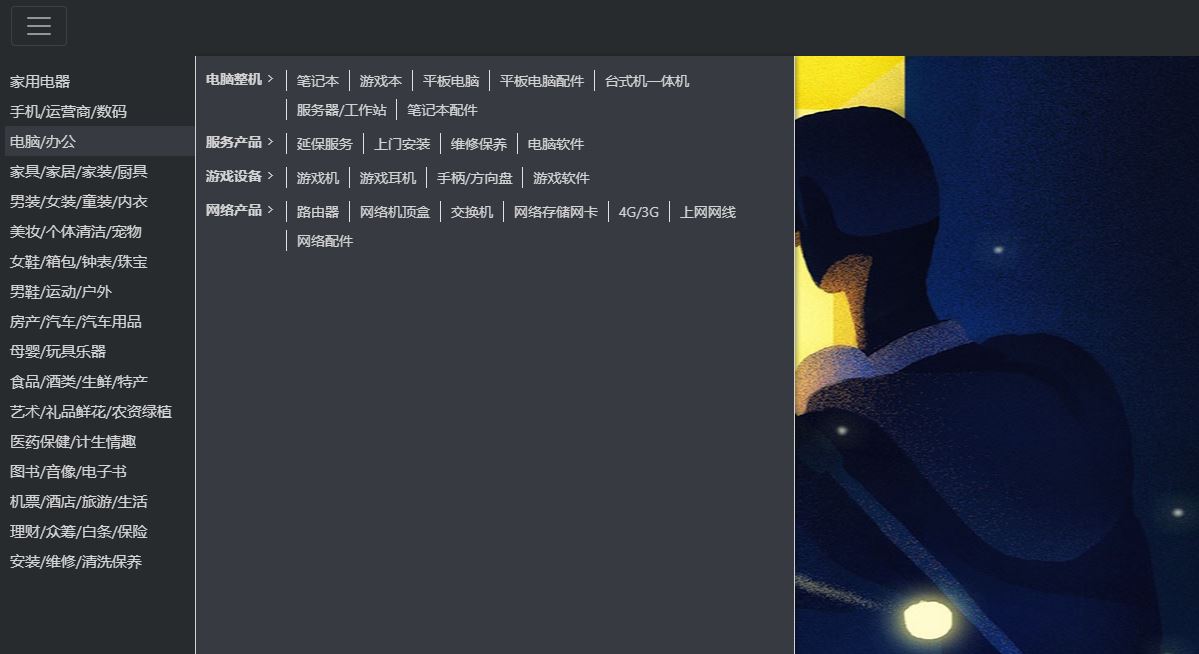 家用电器
手机/运营商/数码
电脑/办公
家具/家居/家装/厨具
男装/女装/童装/内衣
美妆/个体清洁/宠物
女鞋/箱包/钟表/珠宝
男鞋/运动/户外
房产/汽车/汽车用品
母婴/玩具乐器
食品/酒类/生鲜/特产
艺术/礼品鲜花/农资绿植
医药保健/计生情趣
图书/音像/电子书
机票/酒店/旅游/生活
理财/众筹/白条/保险
安装/维修/清洗保养
电脑整机 > 笔记本 游戏本 平板电脑 平板电脑配件 台式机一体机
服务器/工作站 笔记本配件
服务产品 > 延保服务 上门安装 维修保养 电脑软件
游戏设备 > 游戏机 游戏耳机 手柄/方向盘 游戏软件
网络产品 > 路由器 网络机顶盒 交换机 网络存储网卡 4G/3G 上网网线
网络配件